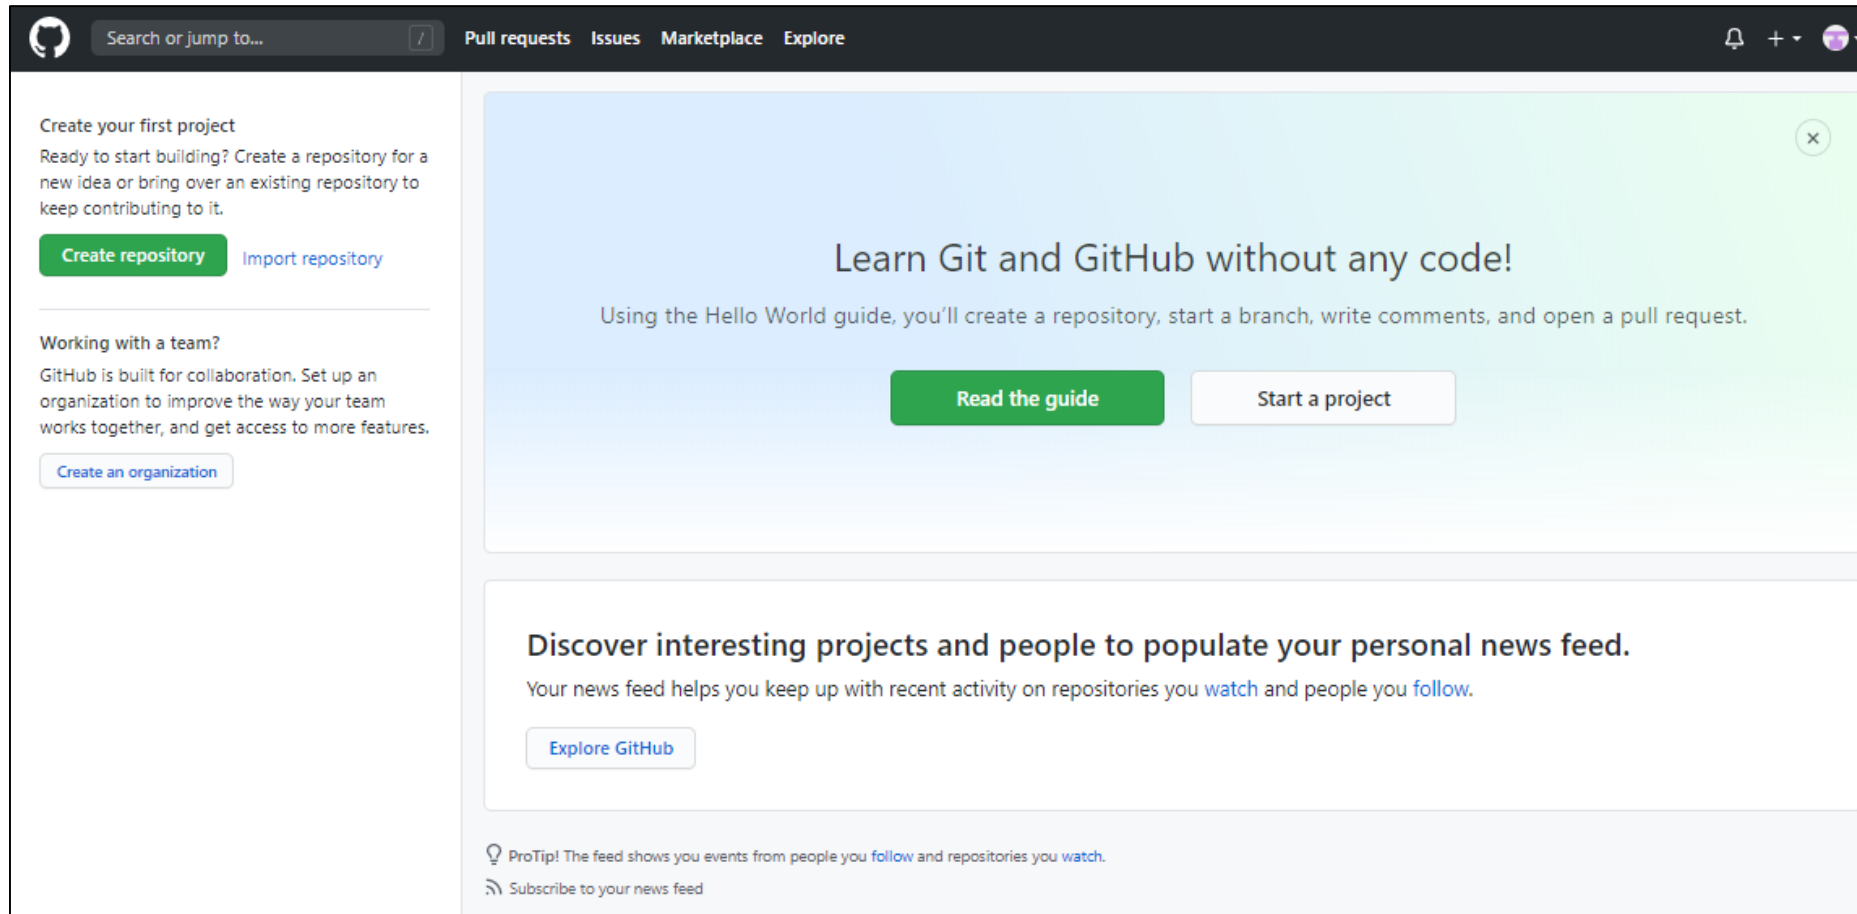 Search or jump to... /
Pull requests Issues Marketplace Explore
Create your first project
Ready to start building? Create a repository for a
new idea or bring over an existing repository to
keep contributing to it.
Create repository Import repository
Working with a team?
GitHub is built for collaboration. Set up an
organization to improve the way your team
works together, and get access to more features.
Create an organization
Learn Git and GitHub without any code!
Using the Hello World guide, you’ll create a repository, start a branch, write comments, and open a pull request.
Read the guide Start a project
Discover interesting projects and people to populate your personal news feed.
Your news feed helps you keep up with recent activity on repositories you watch and people you follow.
Explore GitHub
ProTip! The feed shows you events from people you follow and repositories you watch.
Subscribe to your news feed